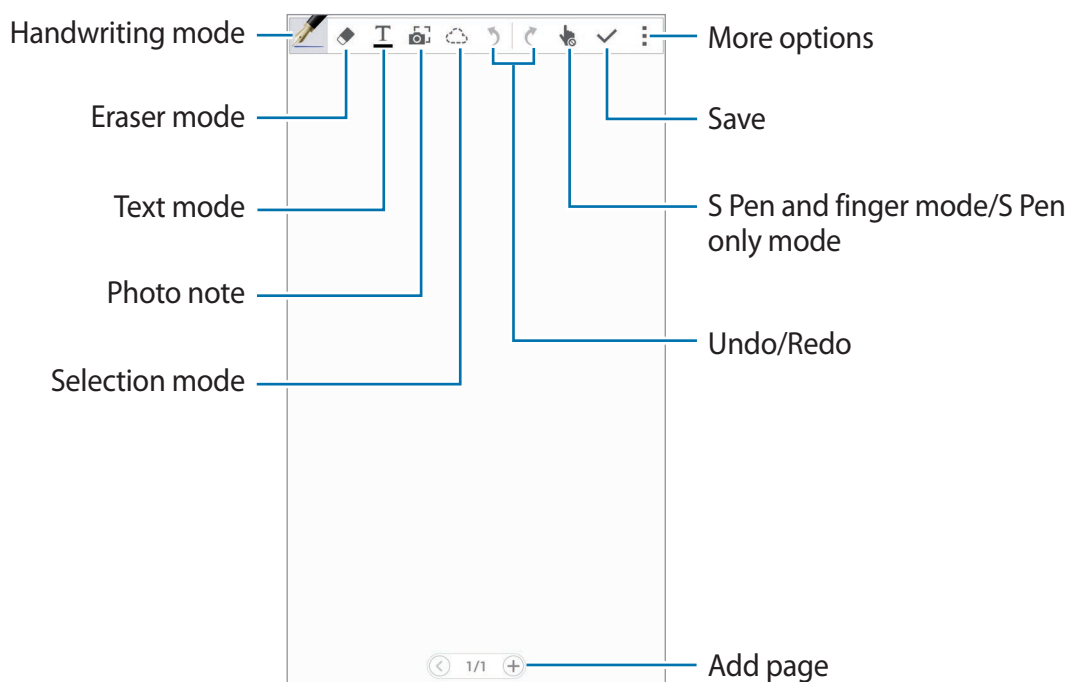 Handwriting mode
Eraser mode
Text mode
Photo note
Selection mode
T
More options
Save
S Pen and finger mode/S Pen
only mode
Undo/Redo
1/1
Add page